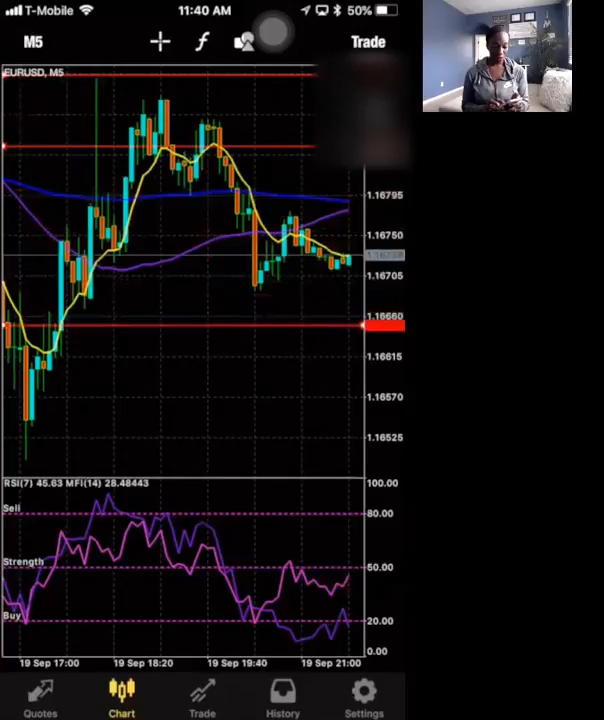 T-Mobile 11:40 AM 50%
M5 f Trade
EURUSD, M5
1.16795
1.16750
1.16705
1.16660
1.16615
1.16570
1.16525
RSI(7) 45.63 MFI(14) 28.48443
100.00
Sell
80.00
Strength
50.00
Buy
20.00
0.00
19 Sep 17:00 19 Sep 18:20 19 Sep 19:40 19 Sep 21:00
Quotes Chart Trade History Settings